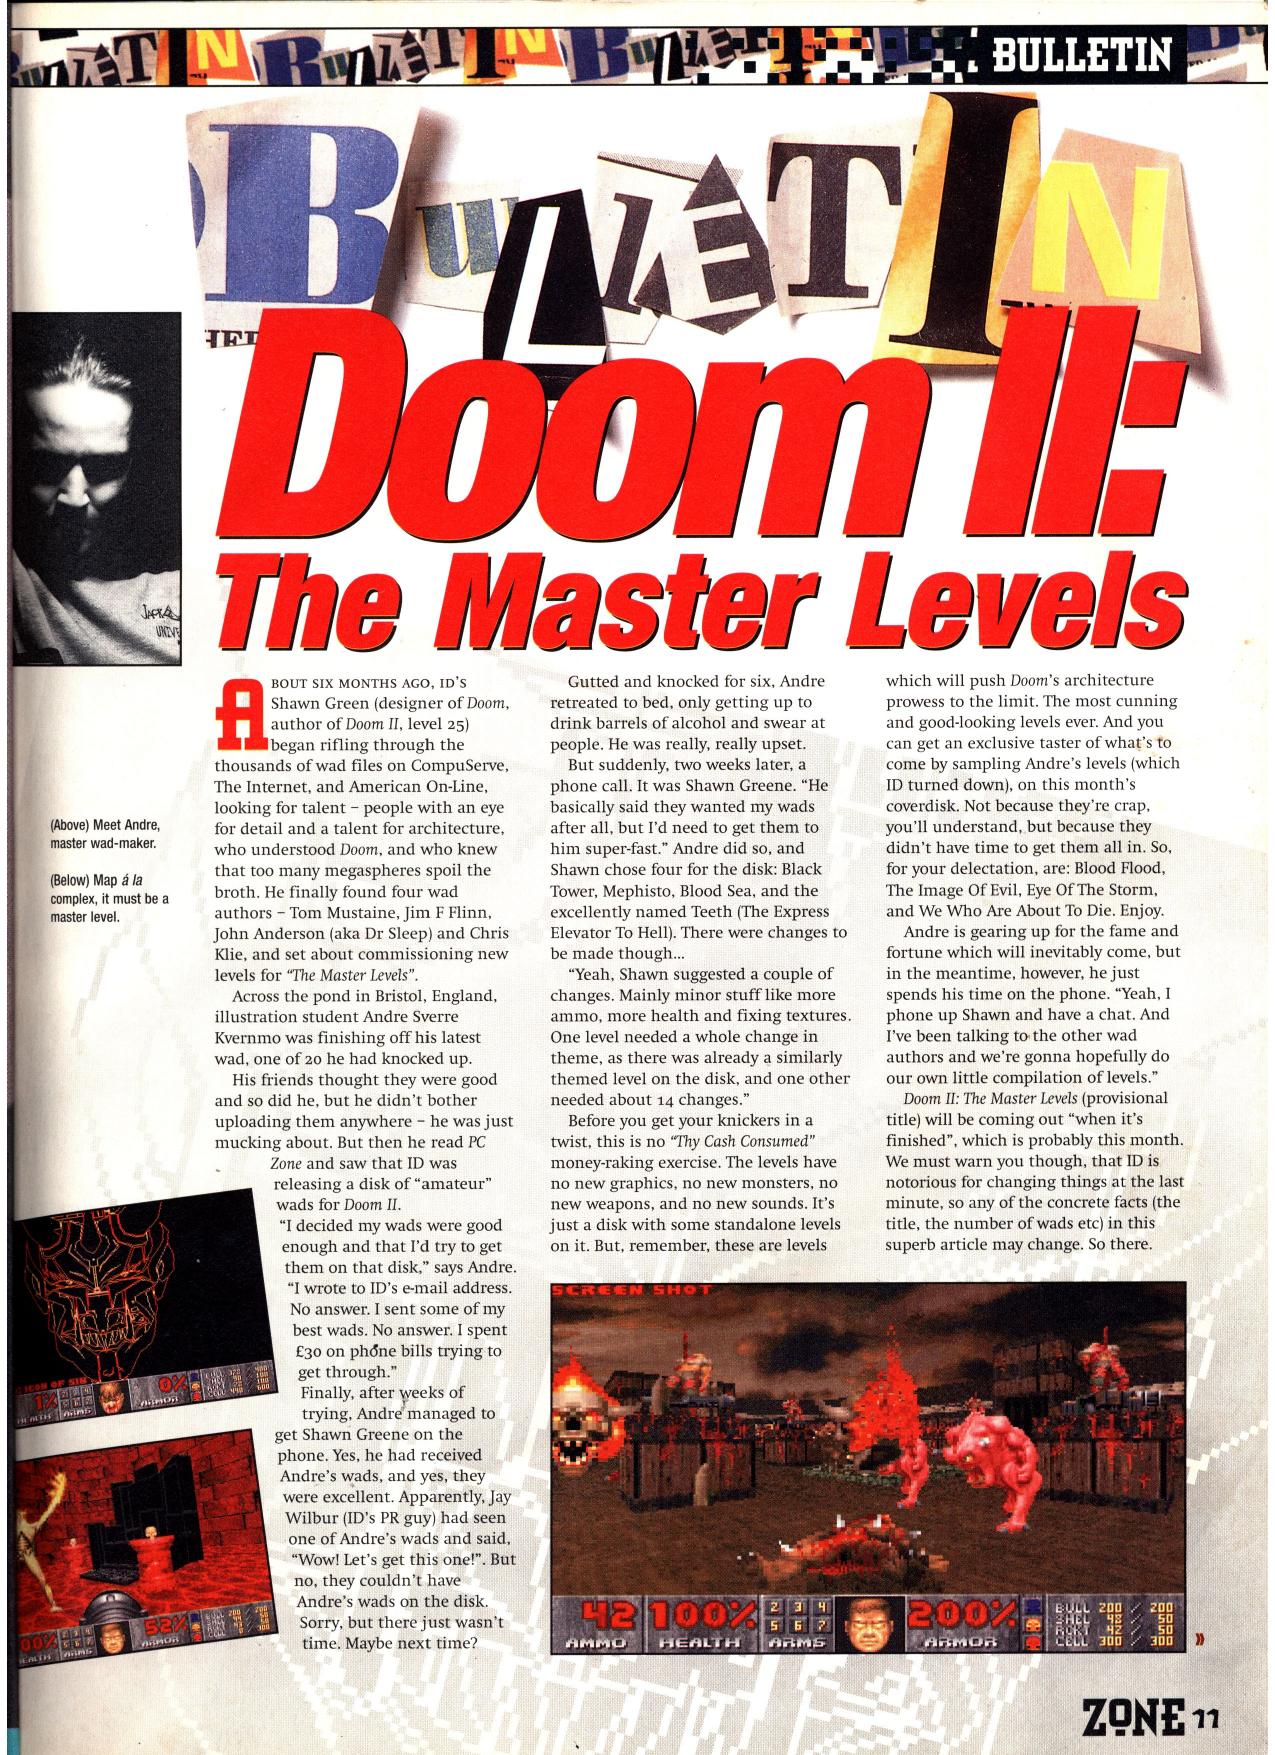 BULLETIN
BULLETIN
Doom II:
The Master Levels
(Above) Meet Andre,
master wad-maker.
(Below) Map á la
complex, it must be a
master level.
ABOUT SIX MONTHS AGO, ID'S
Shawn Green (designer of Doom,
author of Doom II, level 25)
began rifling through the
thousands of wad files on CompuServe,
The Internet, and American On-Line,
looking for talent – people with an eye
for detail and a talent for architecture,
who understood Doom, and who knew
that too many megaspheres spoil the
broth. He finally found four wad
authors – Tom Mustaine, Jim F Flinn,
John Anderson (aka Dr Sleep) and Chris
Klie, and set about commissioning new
levels for "The Master Levels".
Across the pond in Bristol, England,
illustration student Andre Sverre
Kvernmo was finishing off his latest
wad, one of 20 he had knocked up.
His friends thought they were good
and so did he, but he didn't bother
uploading them anywhere – he was just
mucking about. But then he read PC
Zone and saw that ID was
releasing a disk of "amateur"
wads for Doom II.
"I decided my wads were good
enough and that I'd try to get
them on that disk," says Andre.
"I wrote to ID's e-mail address.
No answer. I sent some of my
best wads. No answer. I spent
£30 on phone bills trying to
get through."
Finally, after weeks of
trying, Andre managed to
get Shawn Greene on the
phone. Yes, he had received
Andre's wads, and yes, they
were excellent. Apparently, Jay
Wilbur (ID's PR guy) had seen
one of Andre's wads and said,
"Wow! Let's get this one!". But
no, they couldn't have
Andre's wads on the disk.
Sorry, but there just wasn't
time. Maybe next time?
Gutted and knocked for six, Andre
retreated to bed, only getting up to
drink barrels of alcohol and swear at
people. He was really, really upset.
But suddenly, two weeks later, a
phone call. It was Shawn Greene. "He
basically said they wanted my wads
after all, but I'd need to get them to
him super-fast." Andre did so, and
Shawn chose four for the disk: Black
Tower, Mephisto, Blood Sea, and the
excellently named Teeth (The Express
Elevator To Hell). There were changes to
be made though...
"Yeah, Shawn suggested a couple of
changes. Mainly minor stuff like more
ammo, more health and fixing textures.
One level needed a whole change in
theme, as there was already a similarly
themed level on the disk, and one other
needed about 14 changes."
Before you get your knickers in a
twist, this is no "Thy Cash Consumed"
money-raking exercise. The levels have
no new graphics, no new monsters, no
new weapons, and no new sounds. It's
just a disk with some standalone levels
on it. But, remember, these are levels
which will push Doom's architecture
prowess to the limit. The most cunning
and good-looking levels ever. And you
can get an exclusive taster of what's to
come by sampling Andre's levels (which
ID turned down), on this month's
coverdisk. Not because they're crap,
you'll understand, but because they
didn't have time to get them all in. So,
for your delectation, are: Blood Flood,
The Image Of Evil, Eye Of The Storm,
and We Who Are About To Die. Enjoy.
Andre is gearing up for the fame and
fortune which will inevitably come, but
in the meantime, however, he just
spends his time on the phone. "Yeah, I
phone up Shawn and have a chat. And
I've been talking to the other wad
authors and we're gonna hopefully do
our own little compilation of levels."
Doom II: The Master Levels (provisional
title) will be coming out "when it's
finished", which is probably this month.
We must warn you though, that ID is
notorious for changing things at the last
minute, so any of the concrete facts (the
title, the number of wads etc) in this
superb article may change. So there.
ICON OF SIN
1% 0%
HEALTH ARMS ARMOR
52%
ARMOR
SCREEN SHOT
42 100% 2 3 4 200% BULL 200 / 200
5 6 7 SHEL 48 / 50
RCKT 42 / 50
AMMO HEALTH ARMS ARMOR CELL 300 / 300
»
ZONE 11